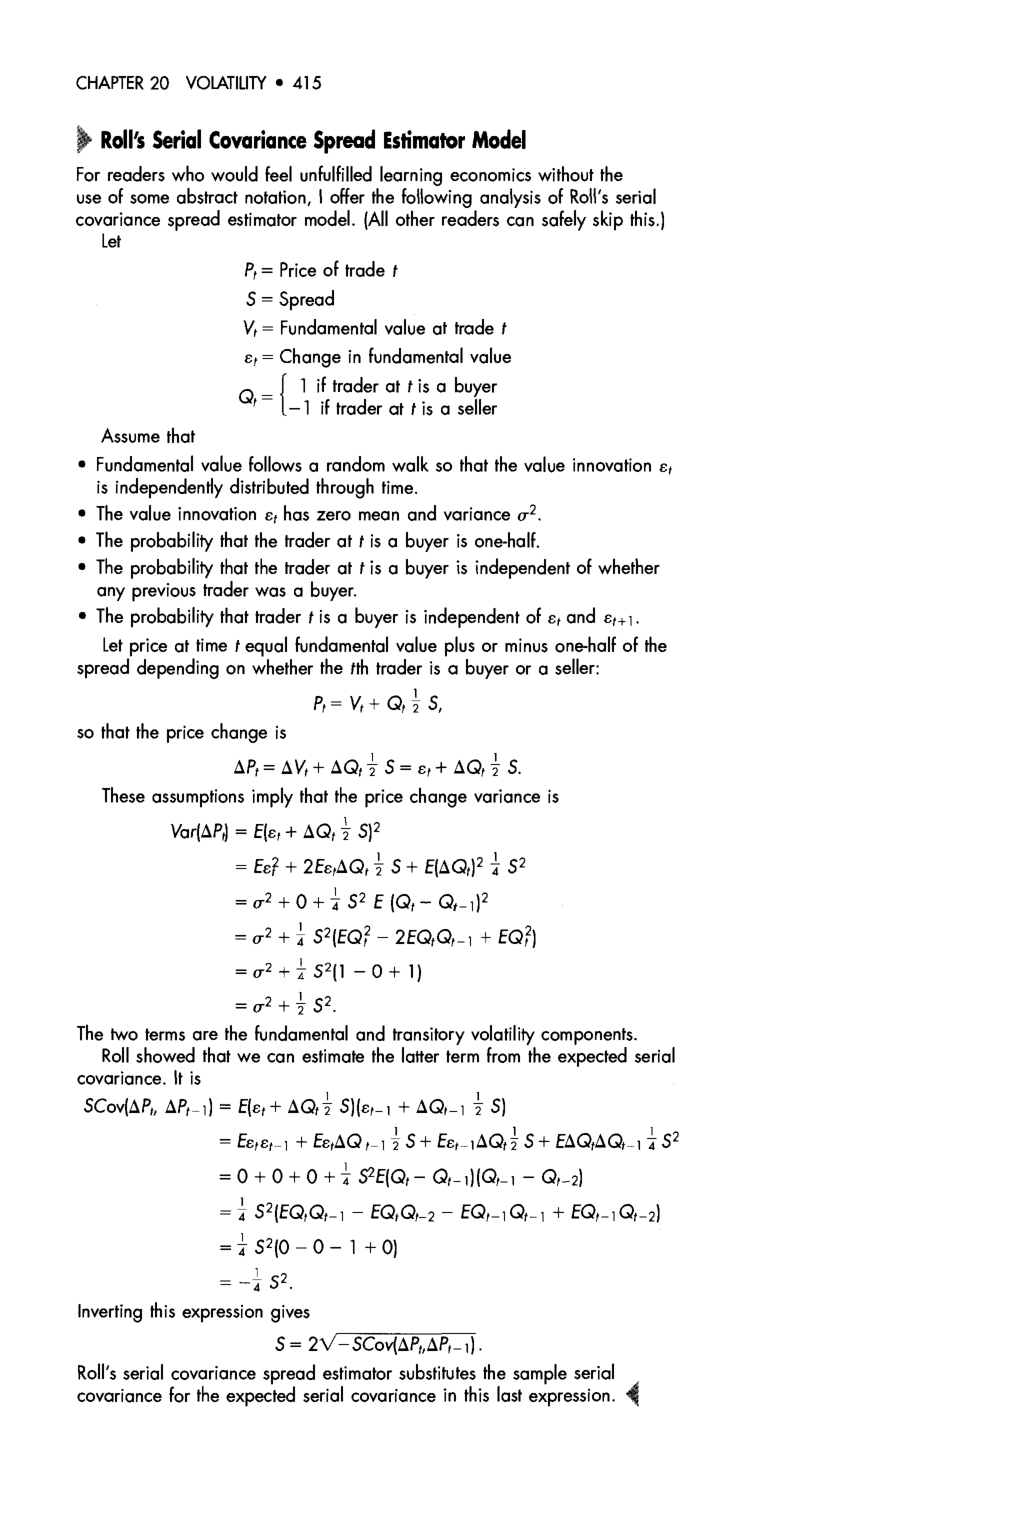 CHAPTER 20 VOLATILITY • 415
Roll's Serial Covariance Spread Estimator Model
For readers who would feel unfulfilled learning economics without the
use of some abstract notation, I offer the following analysis of Roll's serial
covariance spread estimator model. (All other readers can safely skip this.)
Let
Pₜ = Price of trade t
S = Spread
Vₜ = Fundamental value at trade t
εₜ = Change in fundamental value
Qₜ = { 1 if trader at t is a buyer
−1 if trader at t is a seller
Assume that
• Fundamental value follows a random walk so that the value innovation εₜ
is independently distributed through time.
• The value innovation εₜ has zero mean and variance σ².
• The probability that the trader at t is a buyer is one-half.
• The probability that the trader at t is a buyer is independent of whether
any previous trader was a buyer.
• The probability that trader t is a buyer is independent of εₜ and εₜ₊₁.
Let price at time t equal fundamental value plus or minus one-half of the
spread depending on whether the tth trader is a buyer or a seller:
Pₜ = Vₜ + Qₜ ½ S,
so that the price change is
ΔPₜ = ΔVₜ + ΔQₜ ½ S = εₜ + ΔQₜ ½ S.
These assumptions imply that the price change variance is
Var(ΔPₜ) = E(εₜ + ΔQₜ ½ S)²
= Eεₜ² + 2EεₜΔQₜ ½ S + E(ΔQₜ)² ¼ S²
= σ² + 0 + ¼ S² E (Qₜ − Qₜ₋₁)²
= σ² + ¼ S²(EQₜ² − 2EQₜQₜ₋₁ + EQₜ²)
= σ² + ¼ S²(1 − 0 + 1)
= σ² + ½ S².
The two terms are the fundamental and transitory volatility components.
Roll showed that we can estimate the latter term from the expected serial
covariance. It is
SCov(ΔPₜ, ΔPₜ₋₁) = E(εₜ + ΔQₜ ½ S)(εₜ₋₁ + ΔQₜ₋₁ ½ S)
= Eεₜεₜ₋₁ + EεₜΔQ ₜ₋₁ ½ S + Eεₜ₋₁ΔQₜ ½ S + EΔQₜΔQₜ₋₁ ¼ S²
= 0 + 0 + 0 + ¼ S²E(Qₜ − Qₜ₋₁)(Qₜ₋₁ − Qₜ₋₂)
= ¼ S²(EQₜQₜ₋₁ − EQₜQₜ₋₂ − EQₜ₋₁Qₜ₋₁ + EQₜ₋₁Qₜ₋₂)
= ¼ S²(0 − 0 − 1 + 0)
= −¼ S².
Inverting this expression gives
S = 2√−SCov(ΔPₜ,ΔPₜ₋₁).
Roll's serial covariance spread estimator substitutes the sample serial
covariance for the expected serial covariance in this last expression.